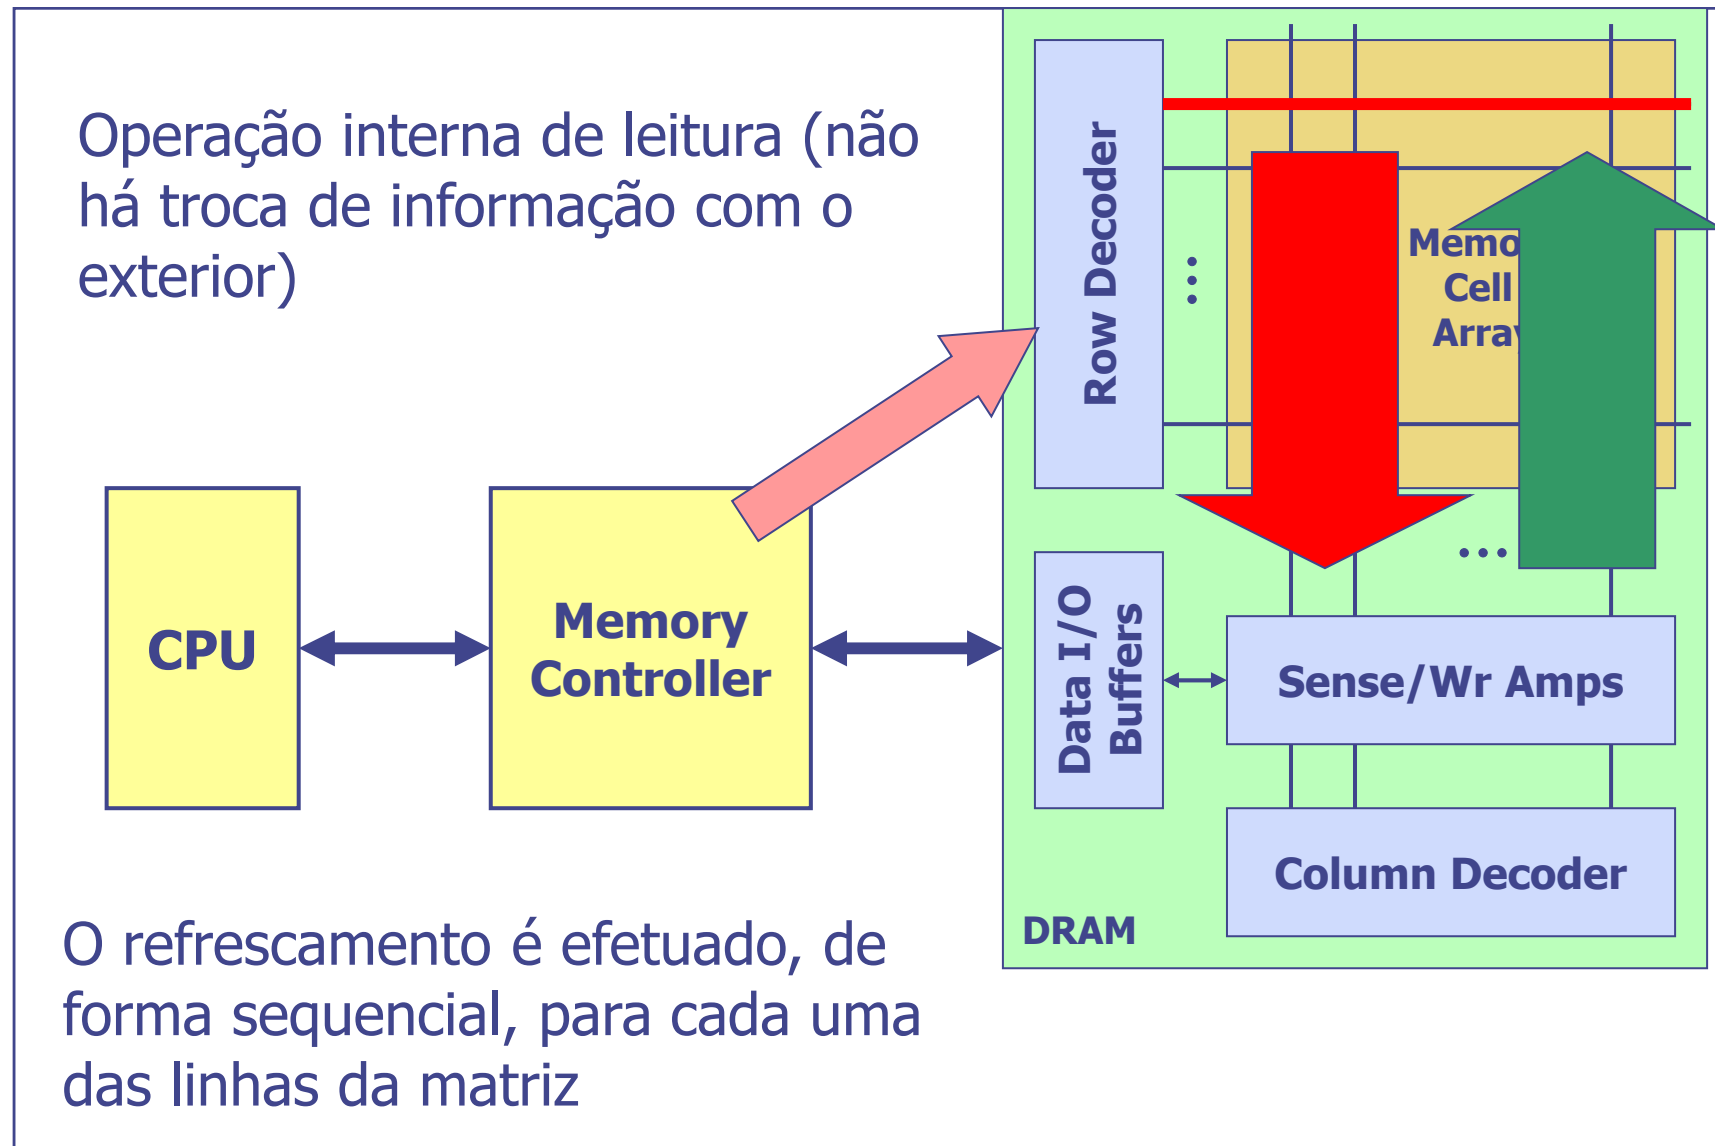 Operação interna de leitura (não
há troca de informação com o
exterior)
Row Decoder
...
Cell
CPU
Memory
Controller
Data I/O
Buffers
...
Sense/Wr Amps
Column Decoder
DRAM
O refrescamento é efetuado, de
forma sequencial, para cada uma
das linhas da matriz